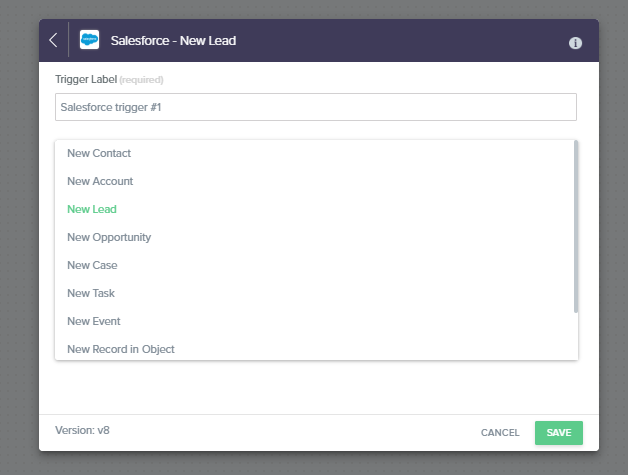 Salesforce - New Lead
Trigger Label (required)
Salesforce trigger #1
New Contact
New Account
New Lead
New Opportunity
New Case
New Task
New Event
New Record in Object
Version: v8
CANCEL
SAVE